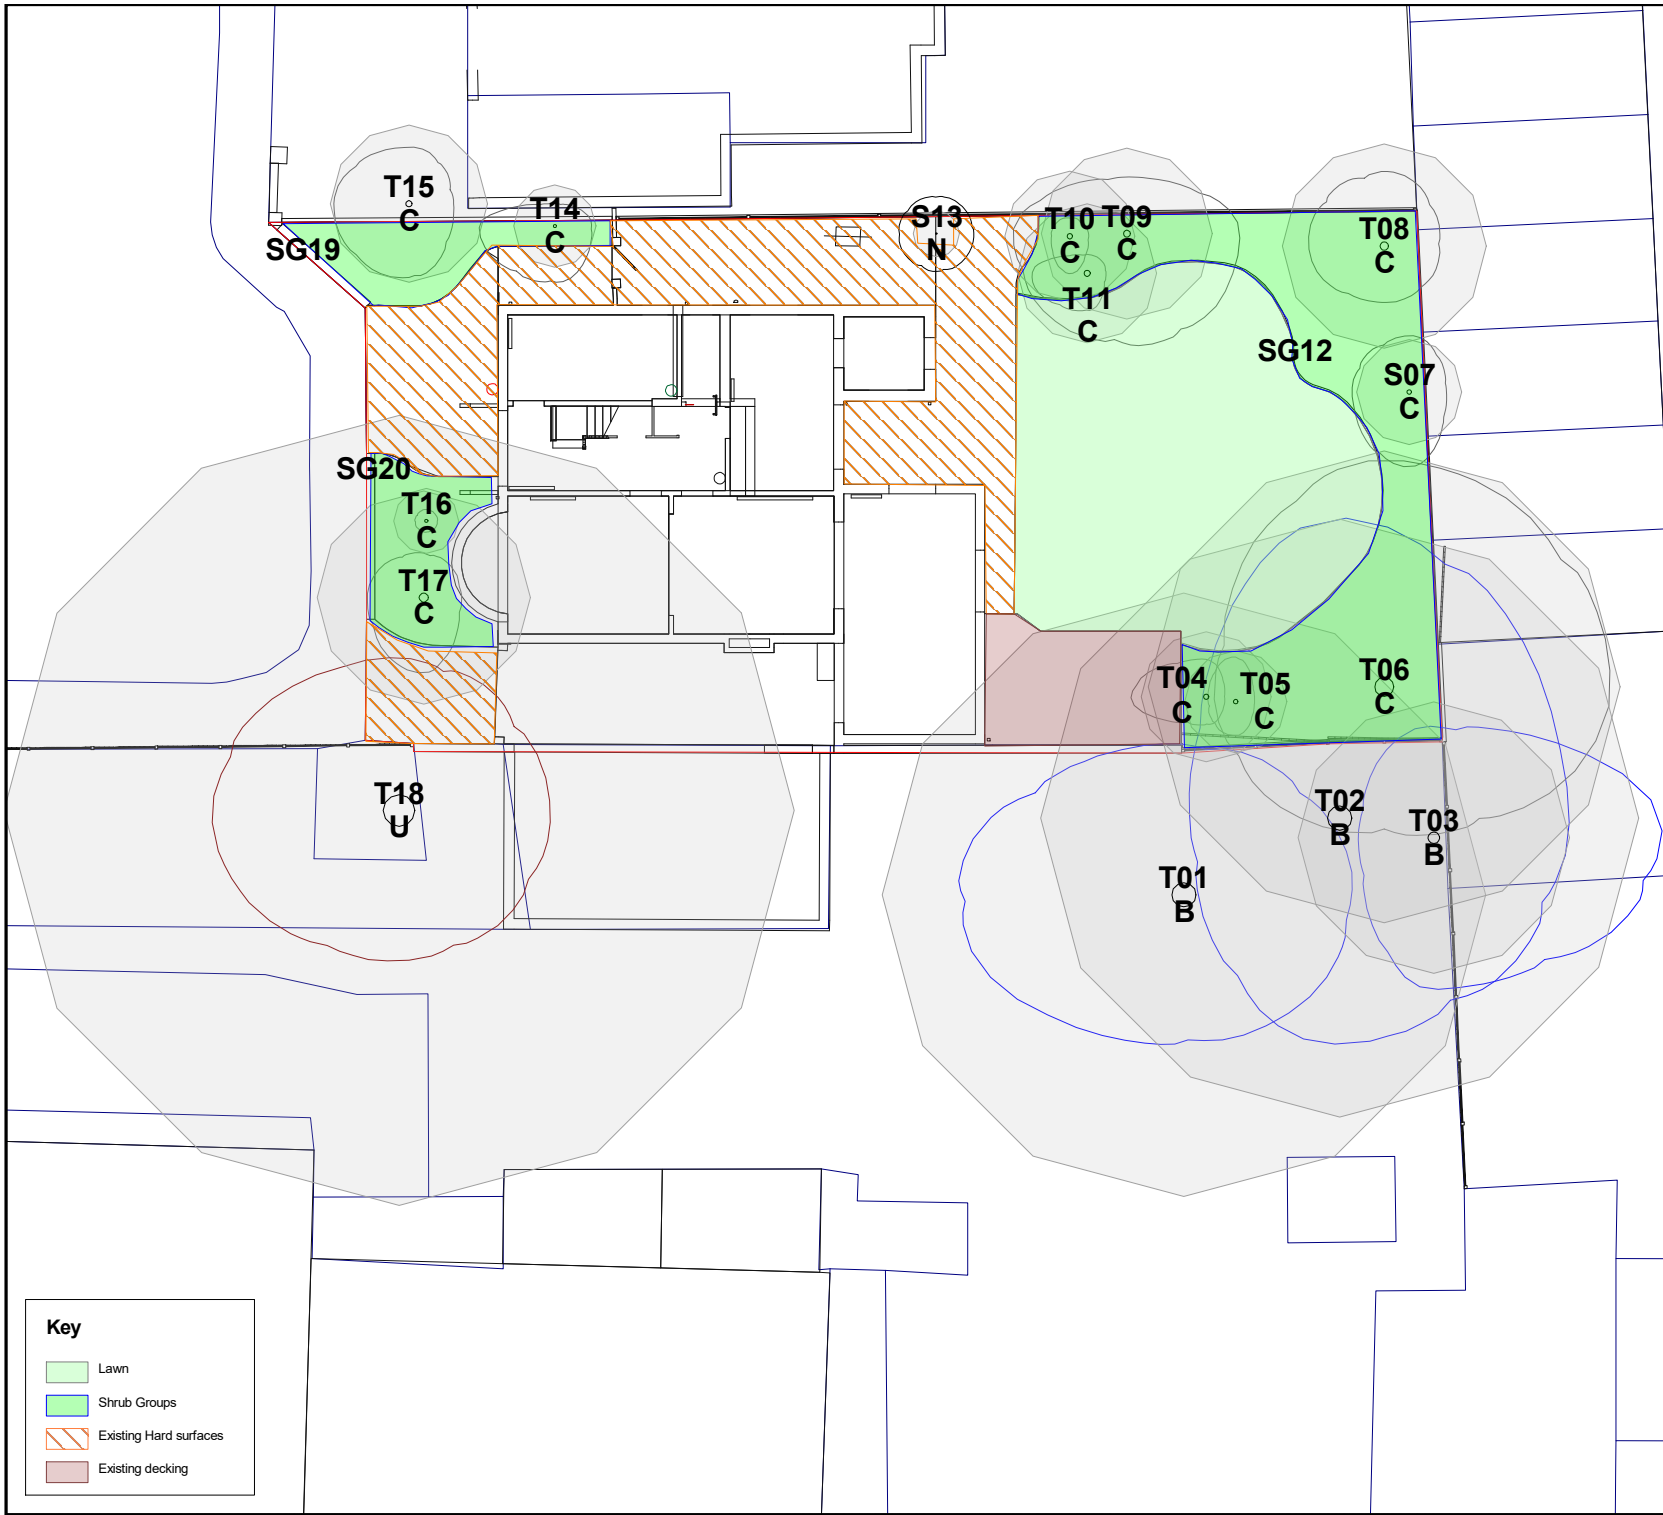 T15
C
T14
C
SG19
S13
N
T10
C
T09
C
T08
C
T11
C
SG12
S07
C
SG20
T16
C
T17
C
T04
C
T05
C
T06
C
T18
U
T02
B
T03
B
T01
B
Key
Lawn
Shrub Groups
Existing Hard surfaces
Existing decking